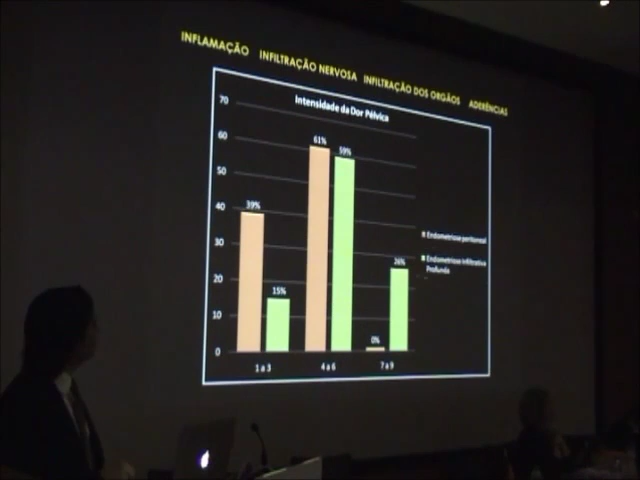 INFLAMAÇÃO INFILTRAÇÃO NERVOSA INFILTRAÇÃO DOS ORGÃOS ADERÊNCIAS
Intensidade da Dor Pélvica
70
60
50
40
30
20
10
0
39%
15%
61%
59%
0%
26%
1 a 3
4 a 6
7 a 9
Endometriose peritoneal
Endometriose Infiltrativa
Profunda